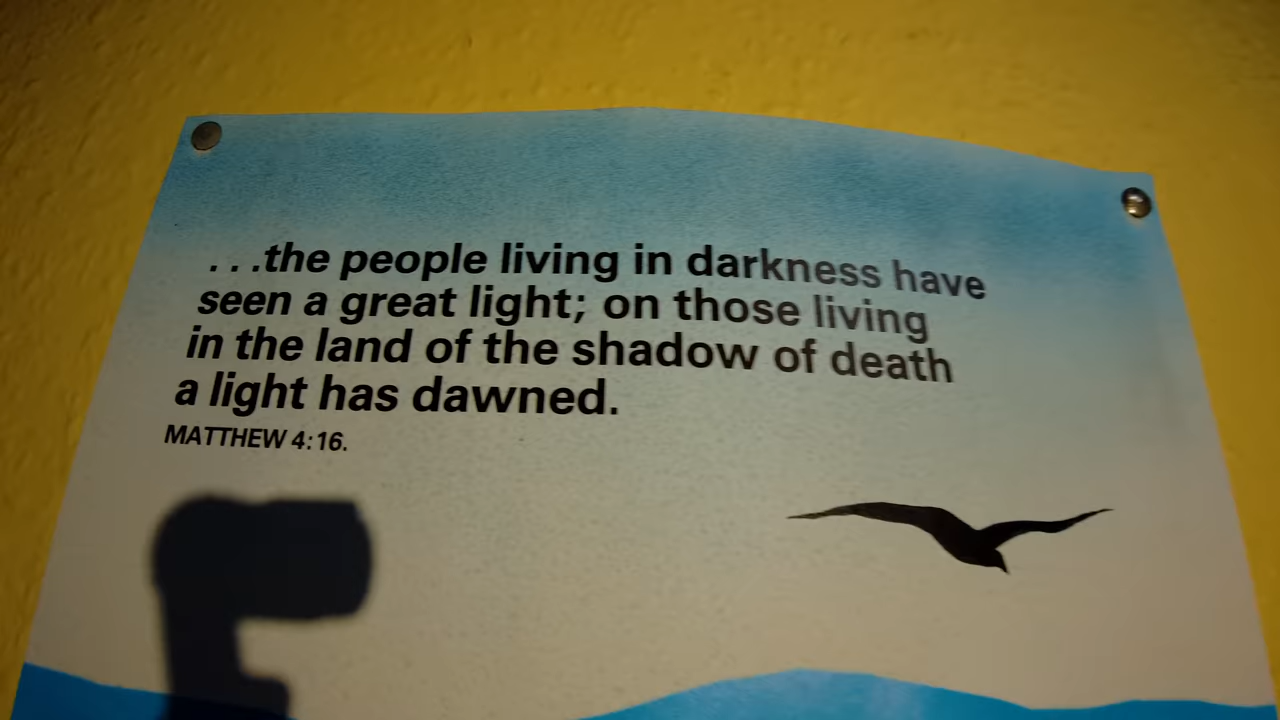 ...the people living in darkness have
seen a great light; on those living
in the land of the shadow of death
a light has dawned.
MATTHEW 4:16.